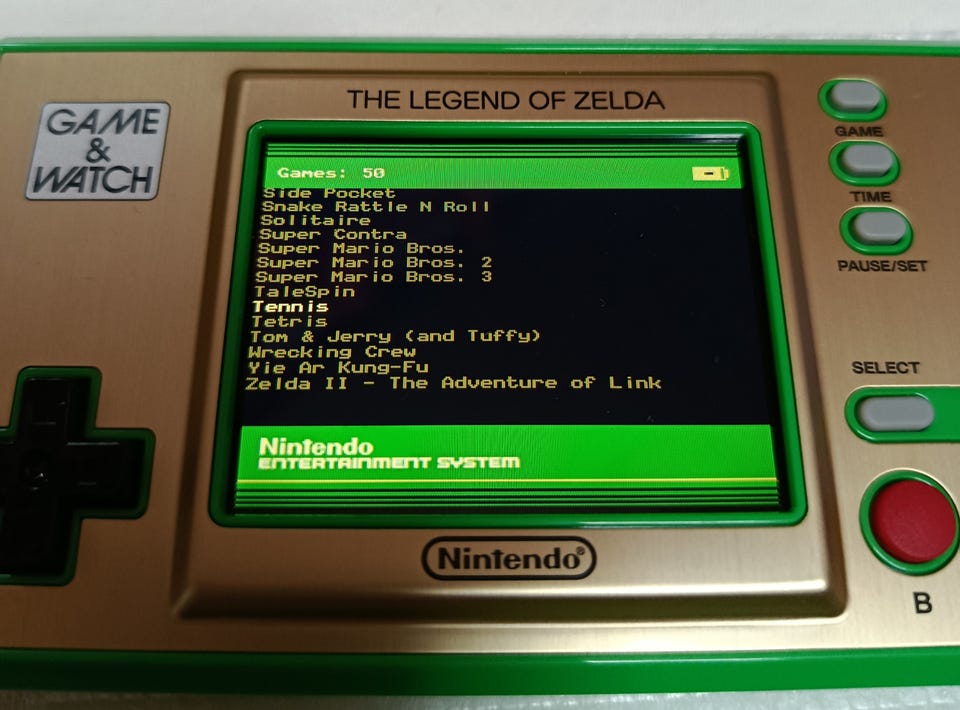 THE LEGEND OF ZELDA
GAME
&
WATCH
GAME
TIME
PAUSE/SET
Games: 50
Side Pocket
Snake Rattle N Roll
Solitaire
Super Contra
Super Mario Bros.
Super Mario Bros. 2
Super Mario Bros. 3
TaleSpin
Tennis
Tetris
Tom & Jerry (and Tuffy)
Wrecking Crew
Yie Ar Kung-Fu
Zelda II - The Adventure of Link
SELECT
Nintendo
ENTERTAINMENT SYSTEM
Nintendo®
B